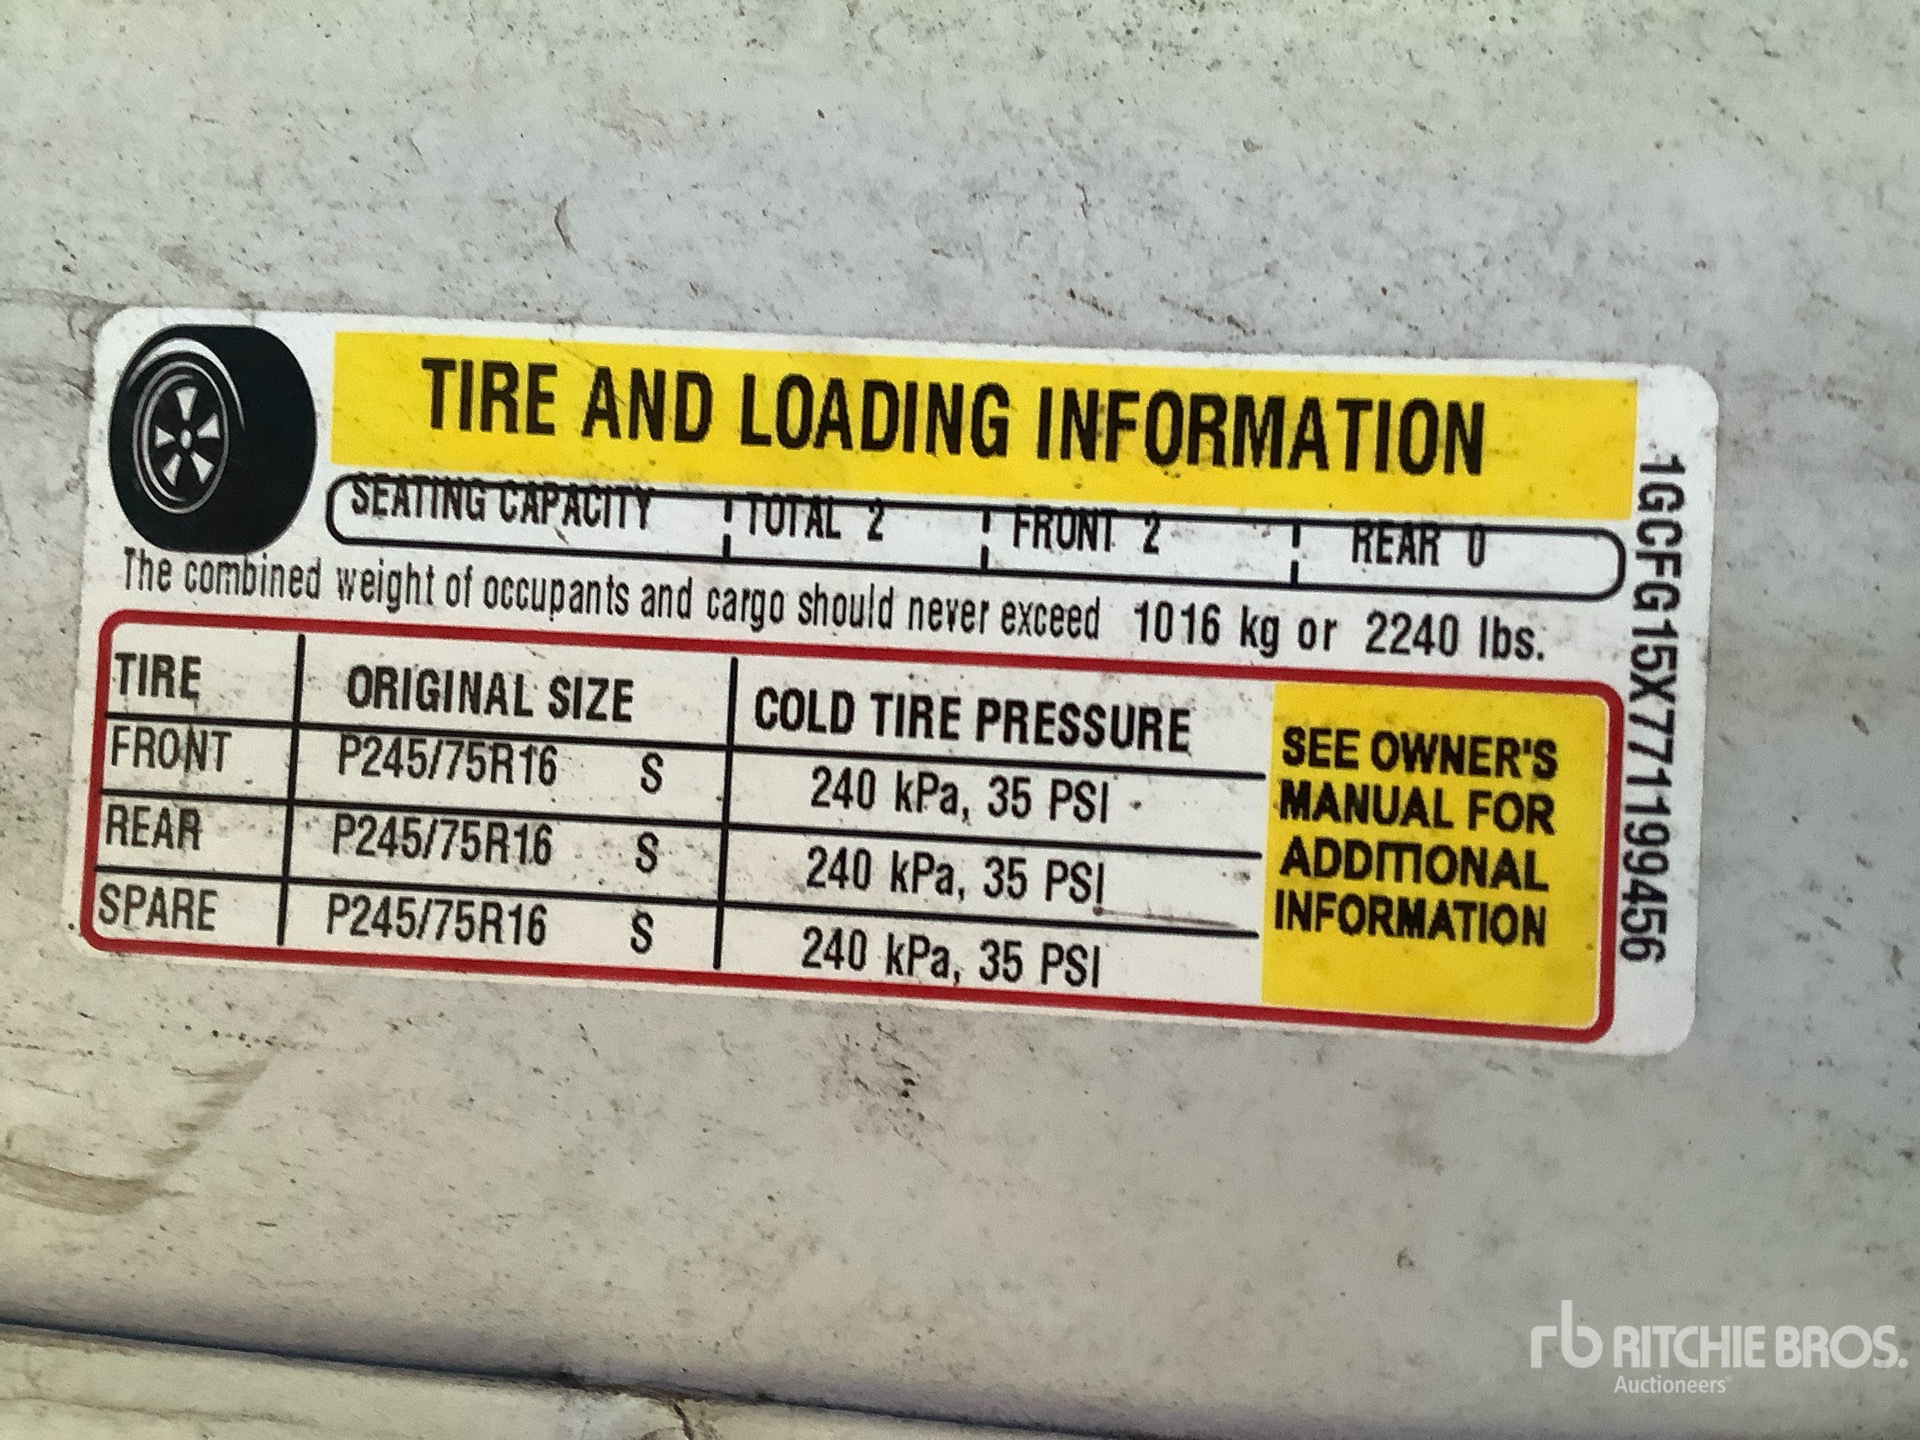 TIRE AND LOADING INFORMATION
SEATING CAPACITY TOTAL 2 FRONT 2 REAR 0
The combined weight of occupants and cargo should never exceed 1016 kg or 2240 lbs.
TIRE ORIGINAL SIZE COLD TIRE PRESSURE
FRONT P245/75R16 S 240 kPa, 35 PSI
REAR P245/75R16 S 240 kPa, 35 PSI
SPARE P245/75R16 S 240 kPa, 35 PSI
SEE OWNER'S
MANUAL FOR
ADDITIONAL
INFORMATION
1GCFG15X771199456
rb RITCHIE BROS.
Auctioneers